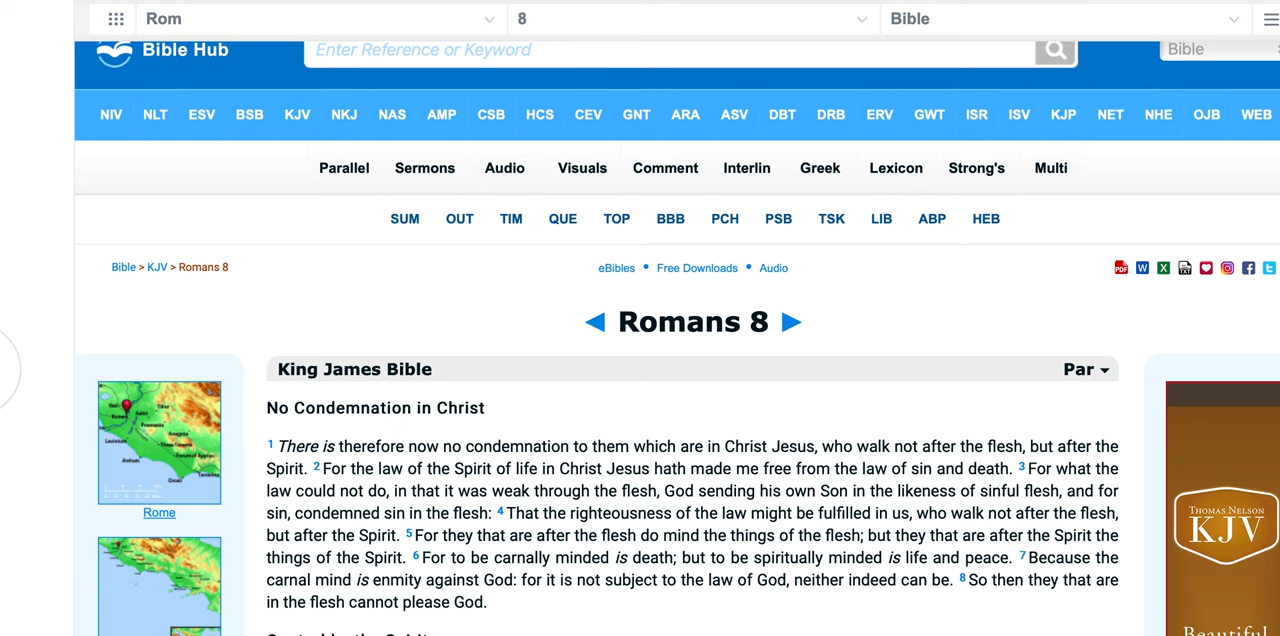 Rom 8 Bible
Bible Hub Enter Reference or Keyword Bible
NIV NLT ESV BSB KJV NKJ NAS AMP CSB HCS CEV GNT ARA ASV DBT DRB ERV GWT ISR ISV KJP NET NHE OJB WEB
Parallel Sermons Audio Visuals Comment Interlin Greek Lexicon Strong's Multi
SUM OUT TIM QUE TOP BBB PCH PSB TSK LIB ABP HEB
Bible > KJV > Romans 8 eBibles • Free Downloads • Audio
◄ Romans 8 ►
King James Bible Par
No Condemnation in Christ
1 There is therefore now no condemnation to them which are in Christ Jesus, who walk not after the flesh, but after the
Spirit. 2 For the law of the Spirit of life in Christ Jesus hath made me free from the law of sin and death. 3 For what the
law could not do, in that it was weak through the flesh, God sending his own Son in the likeness of sinful flesh, and for
sin, condemned sin in the flesh: 4 That the righteousness of the law might be fulfilled in us, who walk not after the flesh,
but after the Spirit. 5 For they that are after the flesh do mind the things of the flesh; but they that are after the Spirit the
things of the Spirit. 6 For to be carnally minded is death; but to be spiritually minded is life and peace. 7 Because the
carnal mind is enmity against God: for it is not subject to the law of God, neither indeed can be. 8 So then they that are
in the flesh cannot please God.
Rome
THOMAS NELSON
KJV
Beautiful